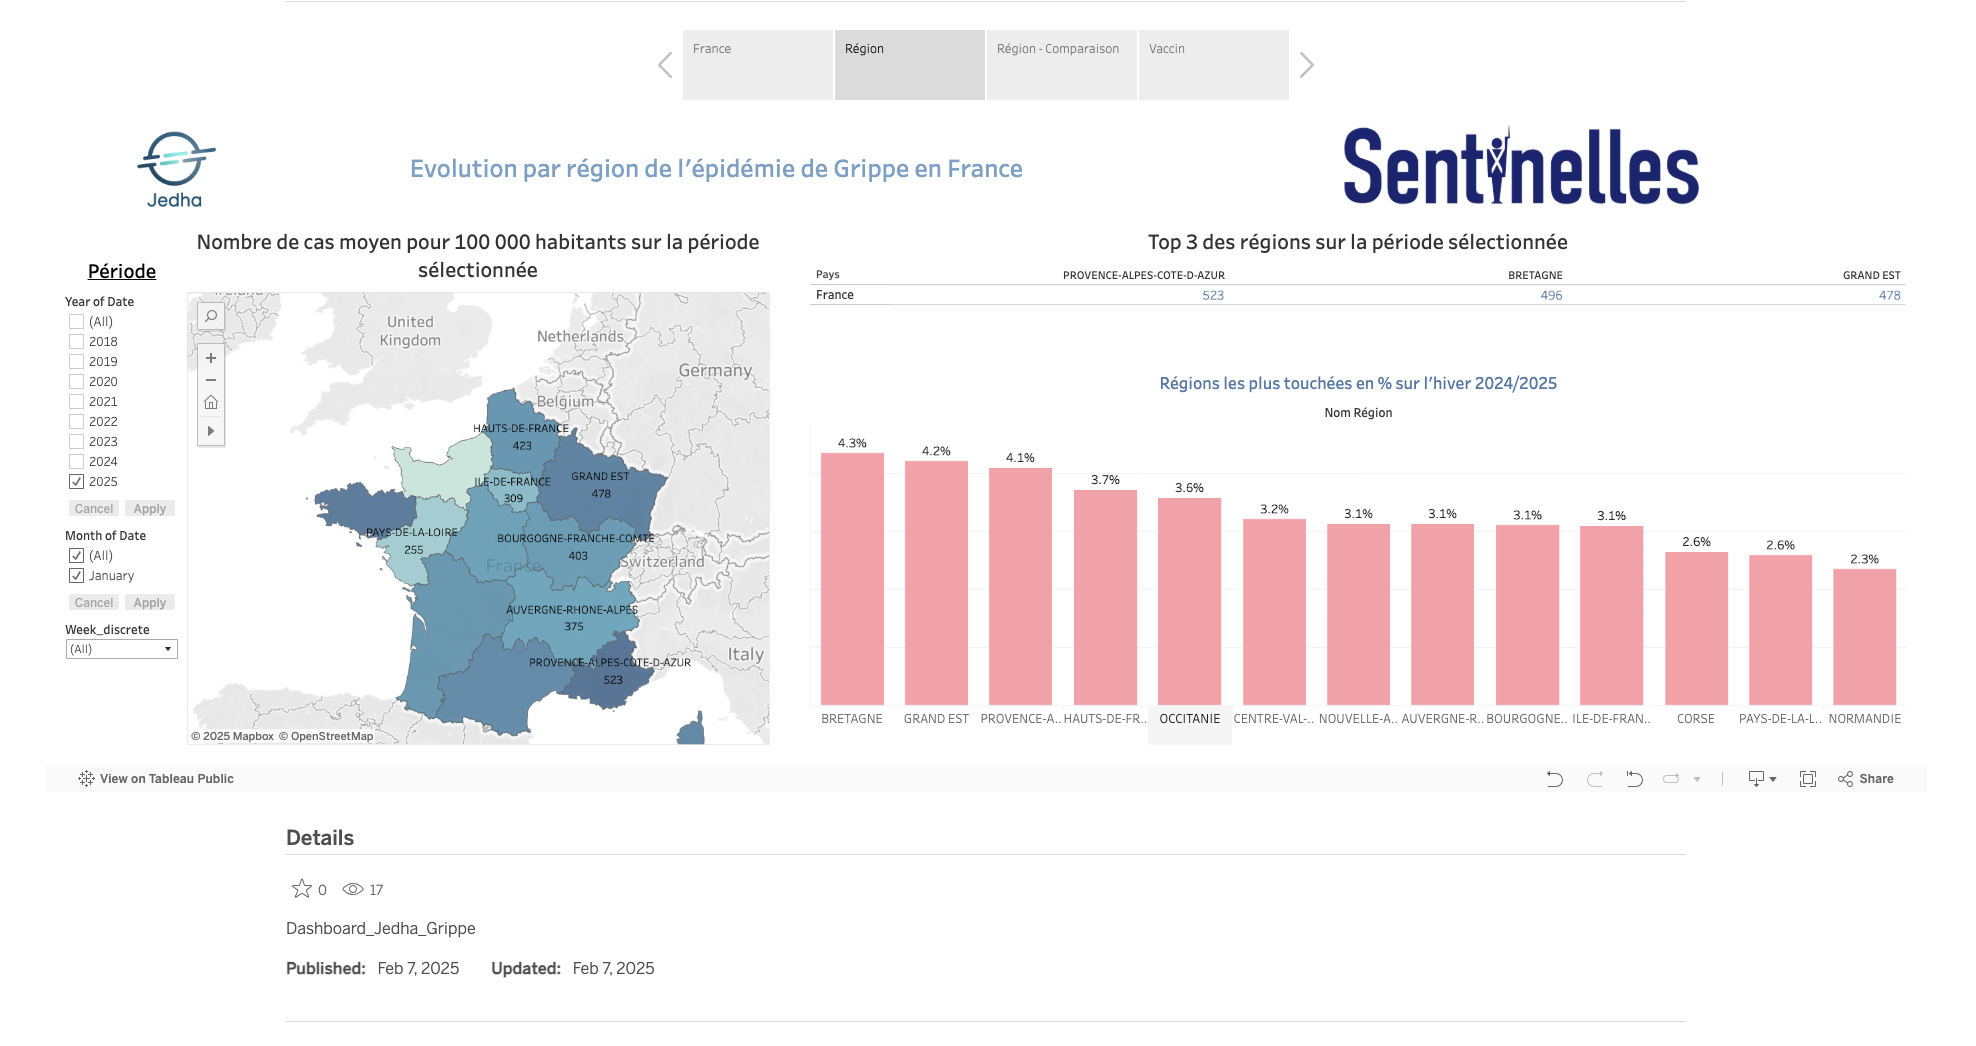 France
Région
Région - Comparaison
Vaccin
Jedha
Evolution par région de l'épidémie de Grippe en France
Sentinelles
Période
Year of Date
(All)
2018
2019
2020
2021
2022
2023
2024
2025
Cancel Apply
Month of Date
(All)
January
Cancel Apply
Week_discrete
(All)
Nombre de cas moyen pour 100 000 habitants sur la période
sélectionnée
United
Kingdom
Netherlands
Germany
Belgium
HAUTS-DE-FRANCE
423
ILE-DE-FRANCE
309
GRAND EST
478
PAYS-DE-LA-LOIRE
255
BOURGOGNE-FRANCHE-COMTE
403
France
Switzerland
AUVERGNE-RHONE-ALPES
375
Italy
PROVENCE-ALPES-COTE-D-AZUR
523
© 2025 Mapbox © OpenStreetMap
Top 3 des régions sur la période sélectionnée
Pays PROVENCE-ALPES-COTE-D-AZUR BRETAGNE GRAND EST
France 523 496 478
Régions les plus touchées en % sur l'hiver 2024/2025
Nom Région
4.3% 4.2% 4.1% 3.7% 3.6% 3.2% 3.1% 3.1% 3.1% 3.1% 2.6% 2.6% 2.3%
BRETAGNE GRAND EST PROVENCE-A.. HAUTS-DE-FR.. OCCITANIE CENTRE-VAL-.. NOUVELLE-A.. AUVERGNE-R.. BOURGOGNE.. ILE-DE-FRAN.. CORSE PAYS-DE-LA-L.. NORMANDIE
View on Tableau Public
Share
Details
0 17
Dashboard_Jedha_Grippe
Published: Feb 7, 2025 Updated: Feb 7, 2025